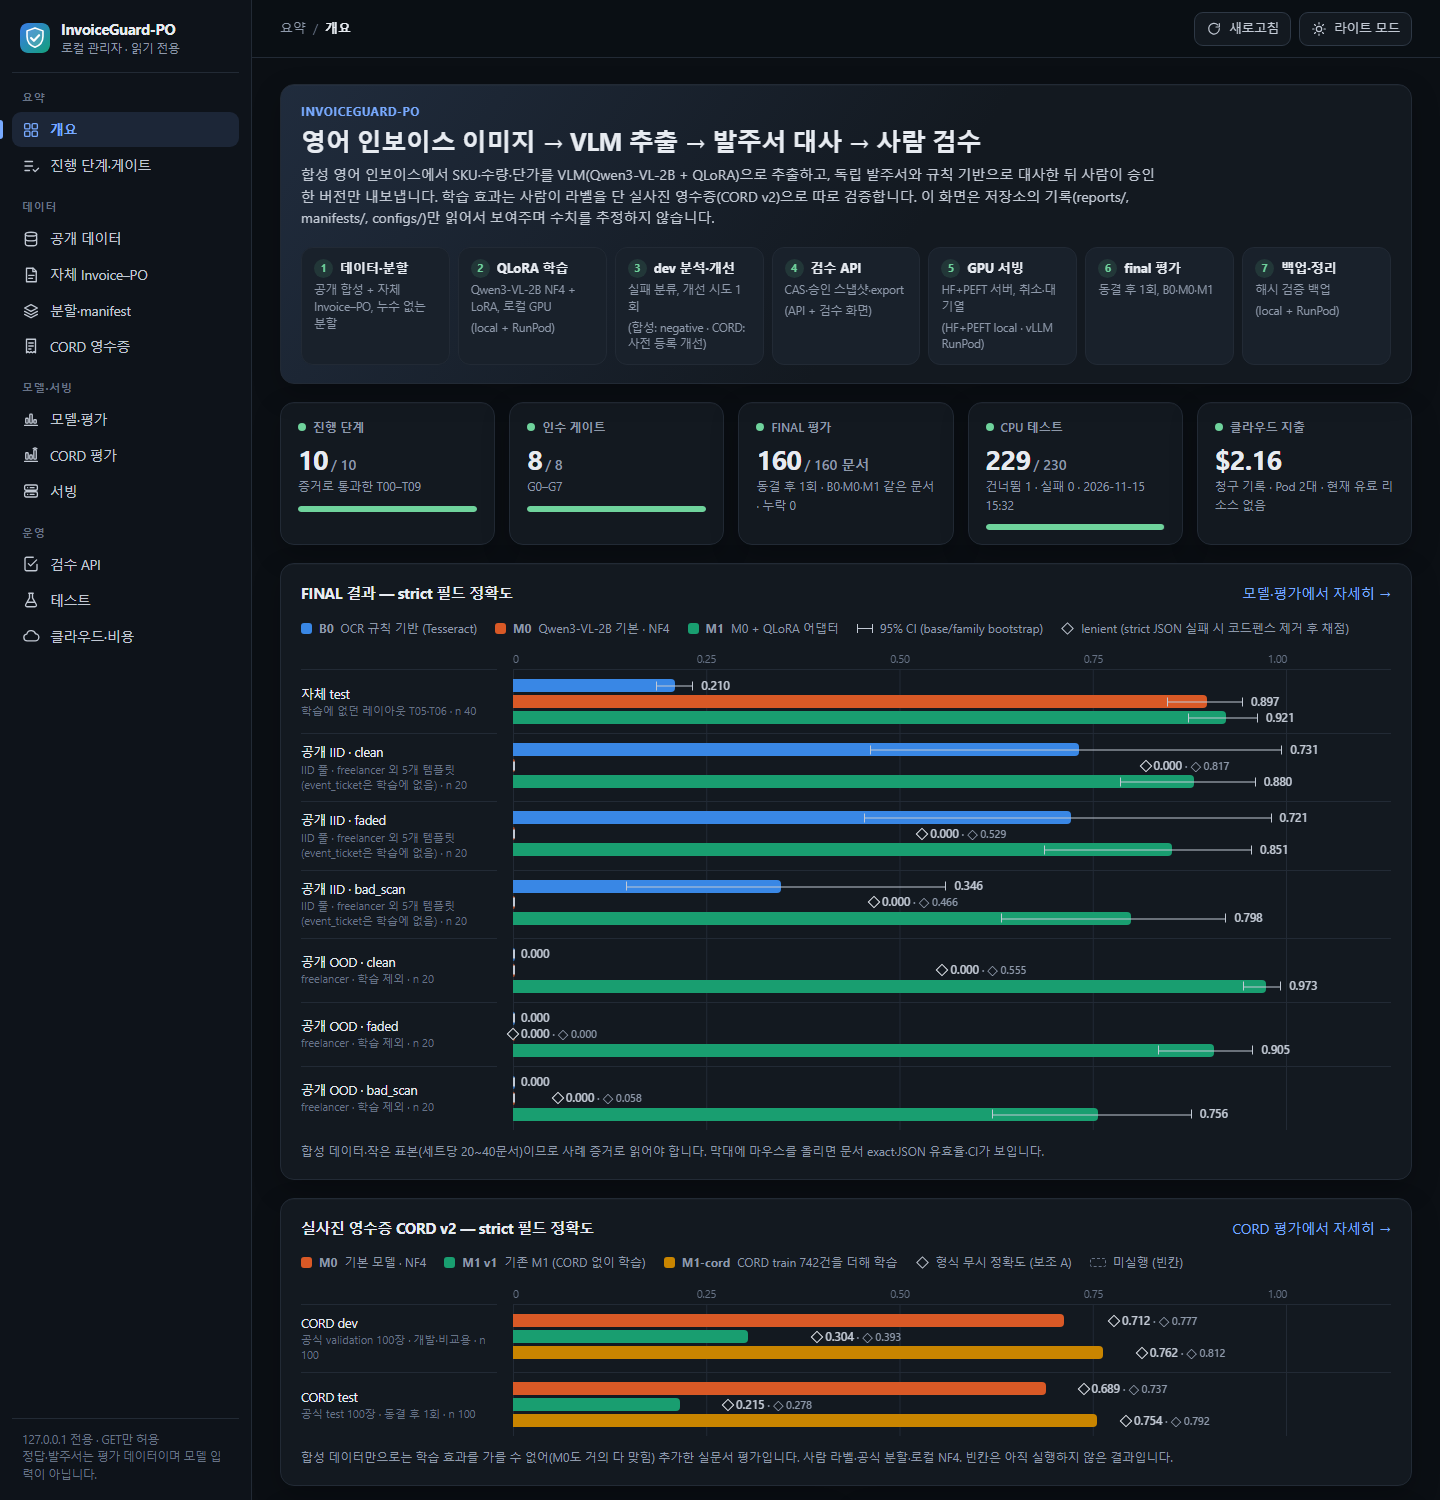 InvoiceGuard-PO
로컬 관리자 · 읽기 전용
요약
개요
진행 단계·게이트
데이터
공개 데이터
자체 Invoice–PO
분할·manifest
CORD 영수증
모델·서빙
모델·평가
CORD 평가
서빙
운영
검수 API
테스트
클라우드·비용
127.0.0.1 전용 · GET만 허용
정답·발주서는 평가 데이터이며 모델 입
력이 아닙니다.
요약 / 개요
새로고침
라이트 모드
INVOICEGUARD-PO
영어 인보이스 이미지 → VLM 추출 → 발주서 대사 → 사람 검수
합성 영어 인보이스에서 SKU·수량·단가를 VLM(Qwen3-VL-2B + QLoRA)으로 추출하고, 독립 발주서와 규칙 기반으로 대사한 뒤 사람이 승인
한 버전만 내보냅니다. 학습 효과는 사람이 라벨을 단 실사진 영수증(CORD v2)으로 따로 검증합니다. 이 화면은 저장소의 기록(reports/,
manifests/, configs/)만 읽어서 보여주며 수치를 추정하지 않습니다.
1 데이터·분할
공개 합성 + 자체
Invoice–PO, 누수 없는
분할
2 QLoRA 학습
Qwen3-VL-2B NF4 +
LoRA, 로컬 GPU
(local + RunPod)
3 dev 분석·개선
실패 분류, 개선 시도 1
회
(합성: negative · CORD:
사전 등록 개선)
4 검수 API
CAS·승인 스냅샷·export
(API + 검수 화면)
5 GPU 서빙
HF+PEFT 서버, 취소·대
기열
(HF+PEFT local · vLLM
RunPod)
6 final 평가
동결 후 1회, B0·M0·M1
7 백업·정리
해시 검증 백업
(local + RunPod)
진행 단계
10 / 10
증거로 통과한 T00–T09
인수 게이트
8 / 8
G0–G7
FINAL 평가
160 / 160 문서
동결 후 1회 · B0·M0·M1 같은 문서
· 누락 0
CPU 테스트
229 / 230
건너뜀 1 · 실패 0 · 2026-11-15
15:32
클라우드 지출
$2.16
청구 기록 · Pod 2대 · 현재 유료 리
소스 없음
FINAL 결과 — strict 필드 정확도
모델·평가에서 자세히 →
B0 OCR 규칙 기반 (Tesseract) M0 Qwen3-VL-2B 기본 · NF4 M1 M0 + QLoRA 어댑터 95% CI (base/family bootstrap) ◇ lenient (strict JSON 실패 시 코드펜스 제거 후 채점)
0 0.25 0.50 0.75 1.00
자체 test
학습에 없던 레이아웃 T05·T06 · n 40
0.210
0.897
0.921
공개 IID · clean
IID 풀 · freelancer 외 5개 템플릿
(event_ticket은 학습에 없음) · n 20
0.731
◇ 0.000 · ◇ 0.817
0.880
공개 IID · faded
IID 풀 · freelancer 외 5개 템플릿
(event_ticket은 학습에 없음) · n 20
0.721
◇ 0.000 · ◇ 0.529
0.851
공개 IID · bad_scan
IID 풀 · freelancer 외 5개 템플릿
(event_ticket은 학습에 없음) · n 20
0.346
◇ 0.000 · ◇ 0.466
0.798
공개 OOD · clean
freelancer · 학습 제외 · n 20
0.000
◇ 0.000 · ◇ 0.555
0.973
공개 OOD · faded
freelancer · 학습 제외 · n 20
0.000
◇ 0.000 · ◇ 0.000
0.905
공개 OOD · bad_scan
freelancer · 학습 제외 · n 20
0.000
◇ 0.000 · ◇ 0.058
0.756
합성 데이터·작은 표본(세트당 20~40문서)이므로 사례 증거로 읽어야 합니다. 막대에 마우스를 올리면 문서 exact·JSON 유효율·CI가 보입니다.
실사진 영수증 CORD v2 — strict 필드 정확도
CORD 평가에서 자세히 →
M0 기본 모델 · NF4 M1 v1 기존 M1 (CORD 없이 학습) M1-cord CORD train 742건을 더해 학습 ◇ 형식 무시 정확도 (보조 A) 미실행 (빈칸)
0 0.25 0.50 0.75 1.00
CORD dev
공식 validation 100장 · 개발·비교용 · n
100
◇ 0.712 · ◇ 0.777
◇ 0.304 · ◇ 0.393
◇ 0.762 · ◇ 0.812
CORD test
공식 test 100장 · 동결 후 1회 · n 100
◇ 0.689 · ◇ 0.737
◇ 0.215 · ◇ 0.278
◇ 0.754 · ◇ 0.792
합성 데이터만으로는 학습 효과를 가를 수 없어(M0도 거의 다 맞힘) 추가한 실문서 평가입니다. 사람 라벨·공식 분할·로컬 NF4. 빈칸은 아직 실행하지 않은 결과입니다.